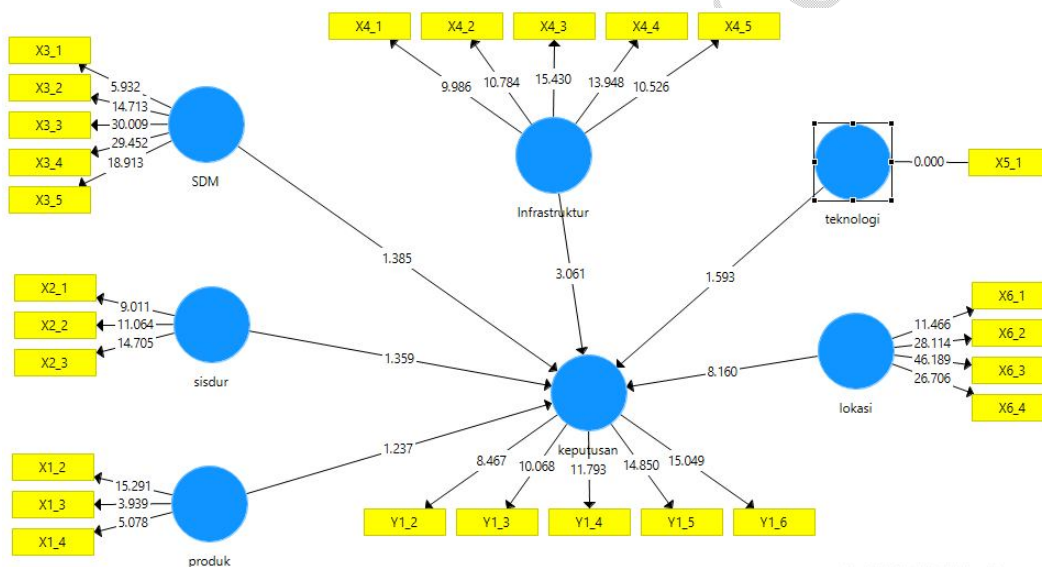 X4_1
X4_2
X4_3
X4_4
X4_5
9.986
10.784
15.430
13.948
10.526
Infrastruktur
X3_1
X3_2
X3_3
X3_4
X3_5
5.932
14.713
30.009
29.452
18.913
SDM
0.000
X5_1
teknologi
1.385
3.061
1.593
X2_1
X2_2
X2_3
9.011
11.064
14.705
sisdur
1.359
8.160
X6_1
X6_2
X6_3
X6_4
11.466
28.114
46.189
26.706
lokasi
keputusan
1.237
X1_2
X1_3
X1_4
15.291
3.939
5.078
produk
8.467
10.068
11.793
14.850
15.049
Y1_2
Y1_3
Y1_4
Y1_5
Y1_6